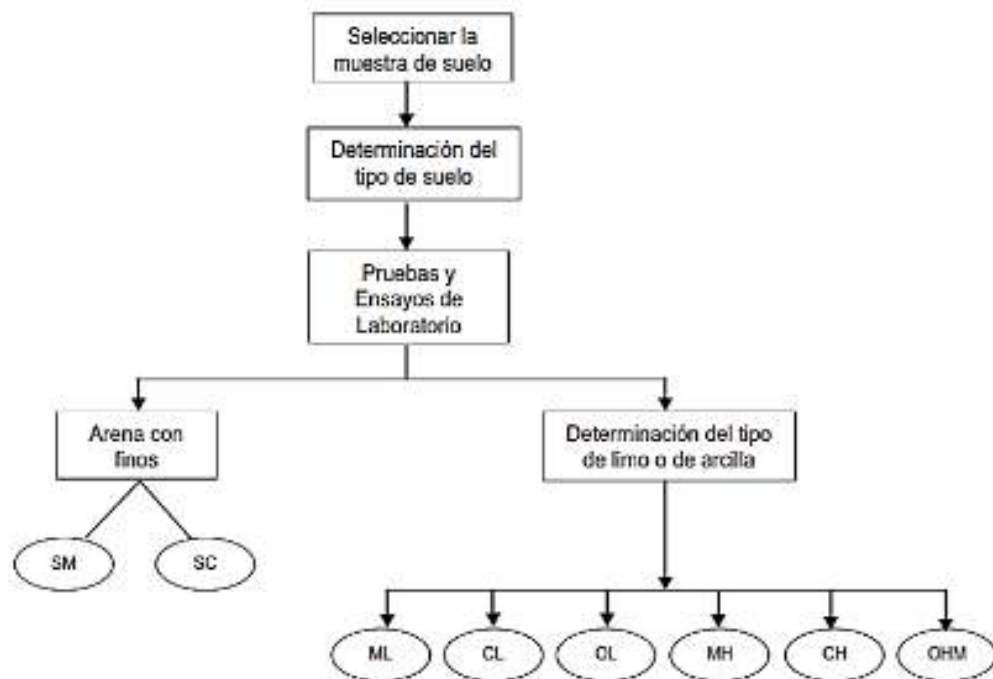 Seleccionar la
muestra de suelo
Determinación del
tipo de suelo
Pruebas y
Ensayos de
Laboratorio
Arena con
finos
Determinación del tipo
de limo o de arcilla
SM
SC
ML
CL
OL
MH
CH
OHM